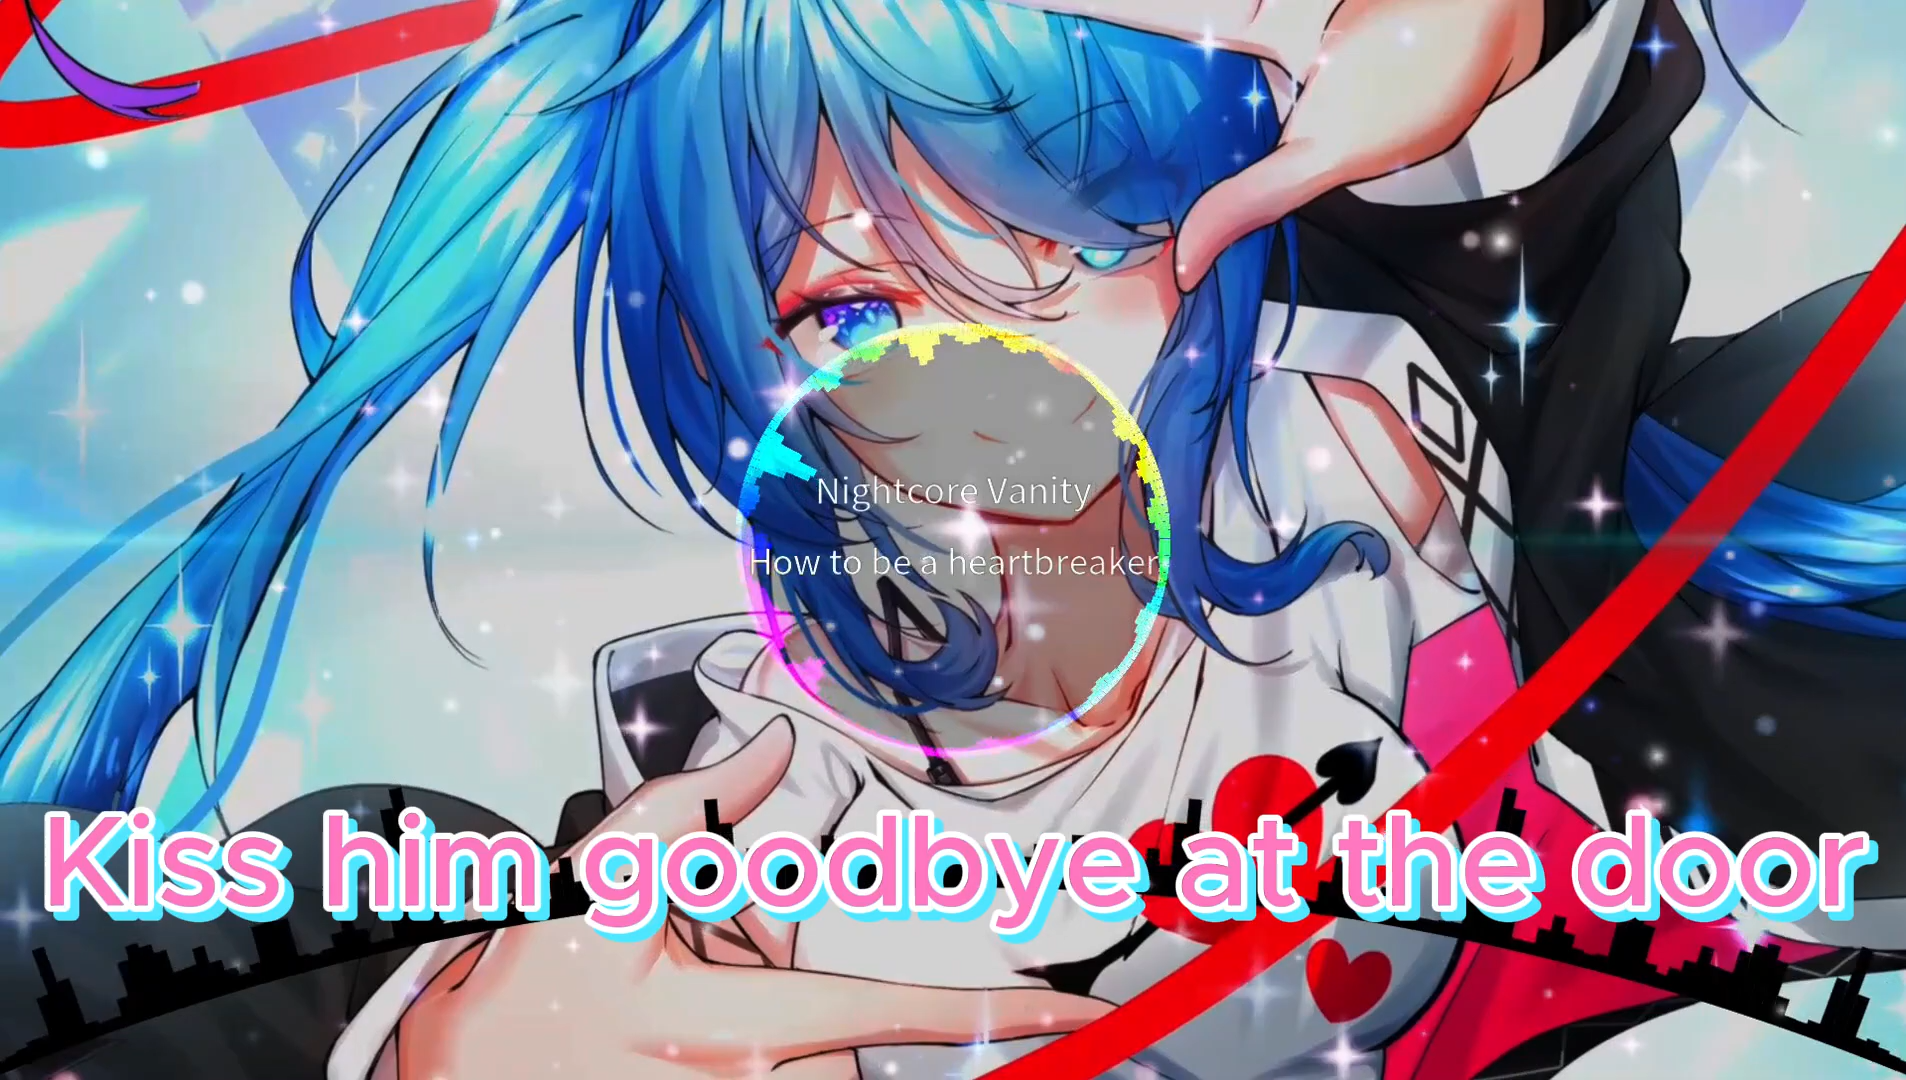 Nightcore Vanity
How to be a heartbreaker
Kiss him goodbye at the door